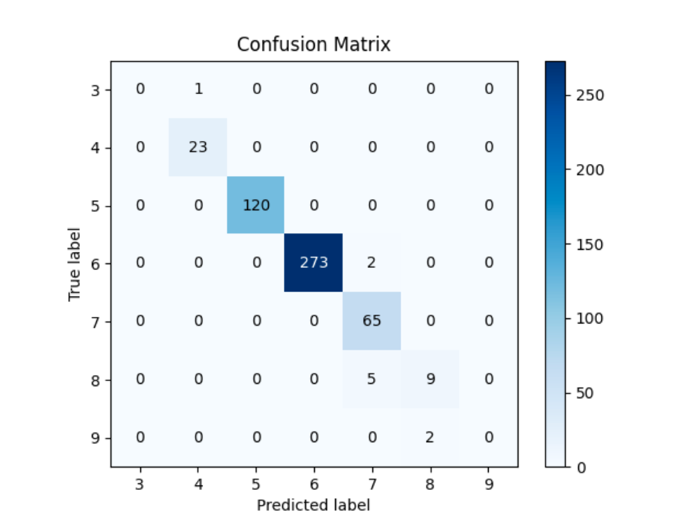 Confusion Matrix
3 0 1 0 0 0 0 0
4 0 23 0 0 0 0 0
5 0 0 120 0 0 0 0
6 0 0 0 273 2 0 0
7 0 0 0 0 65 0 0
8 0 0 0 0 5 9 0
9 0 0 0 0 0 2 0
3 4 5 6 7 8 9
Predicted label
True label
250
200
150
100
50
0